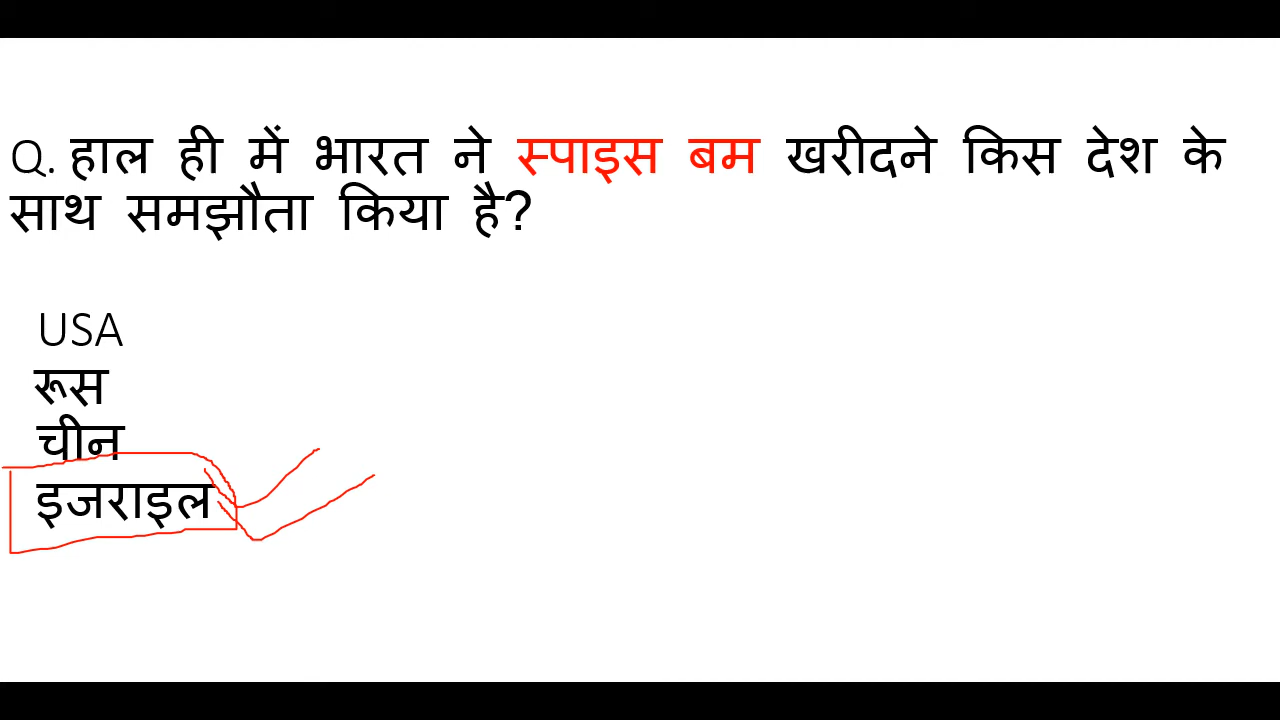 Q. हाल ही में भारत ने स्पाइस बम खरीदने किस देश के
साथ समझौता किया है?
USA
रूस
चीन
इजराइल